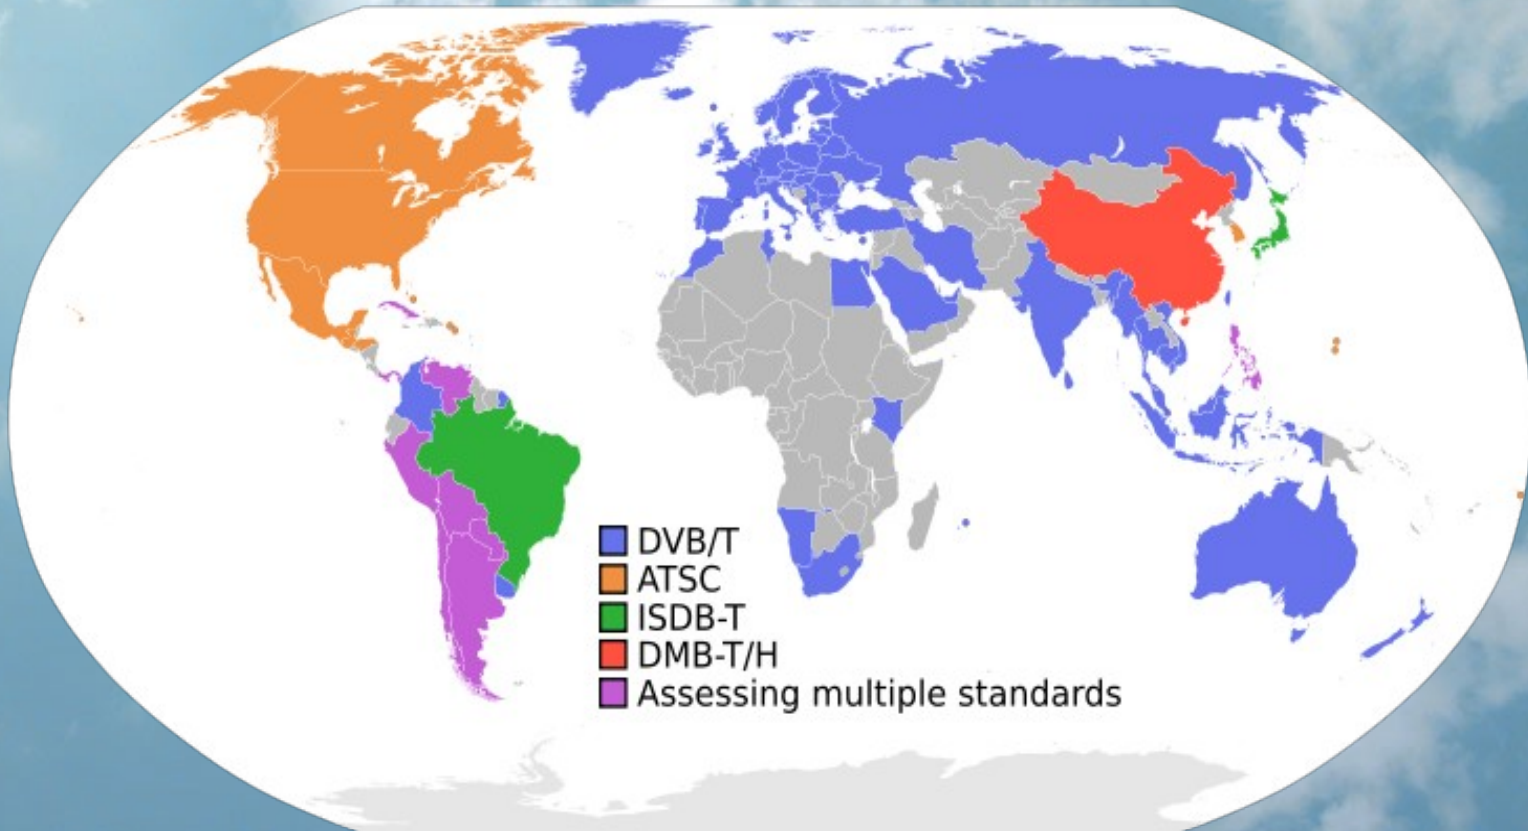 DVB/T
ATSC
ISDB-T
DMB-T/H
Assessing multiple standards